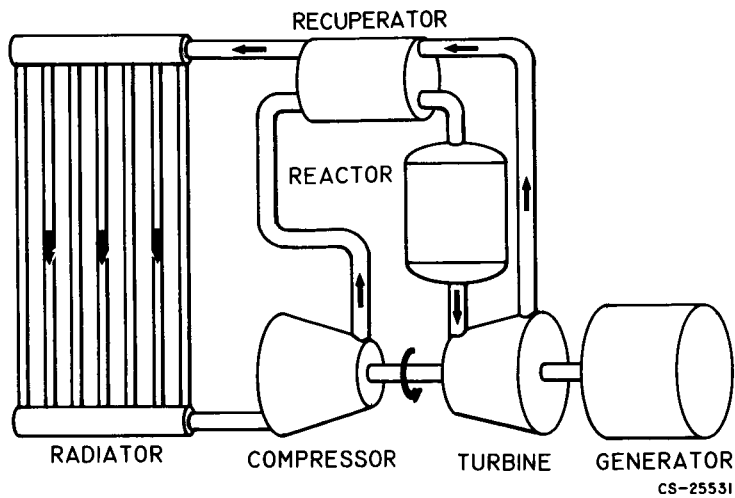 RECUPERATOR
REACTOR
RADIATOR
COMPRESSOR
TURBINE
GENERATOR
CS-25531